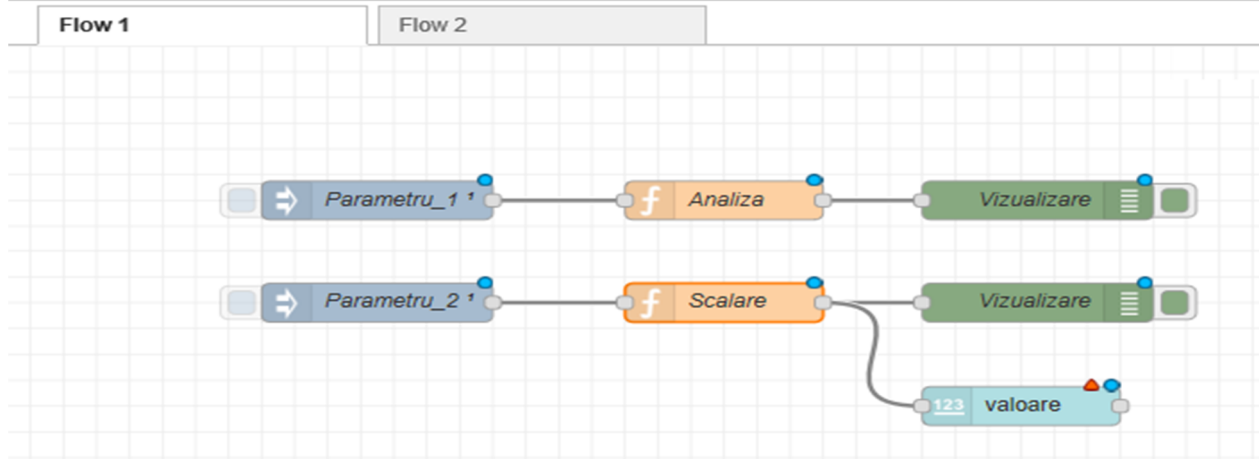 Flow 1
Flow 2
Parametru_1 ¹
Analiza
Vizualizare
Parametru_2 ¹
Scalare
Vizualizare
123 valoare